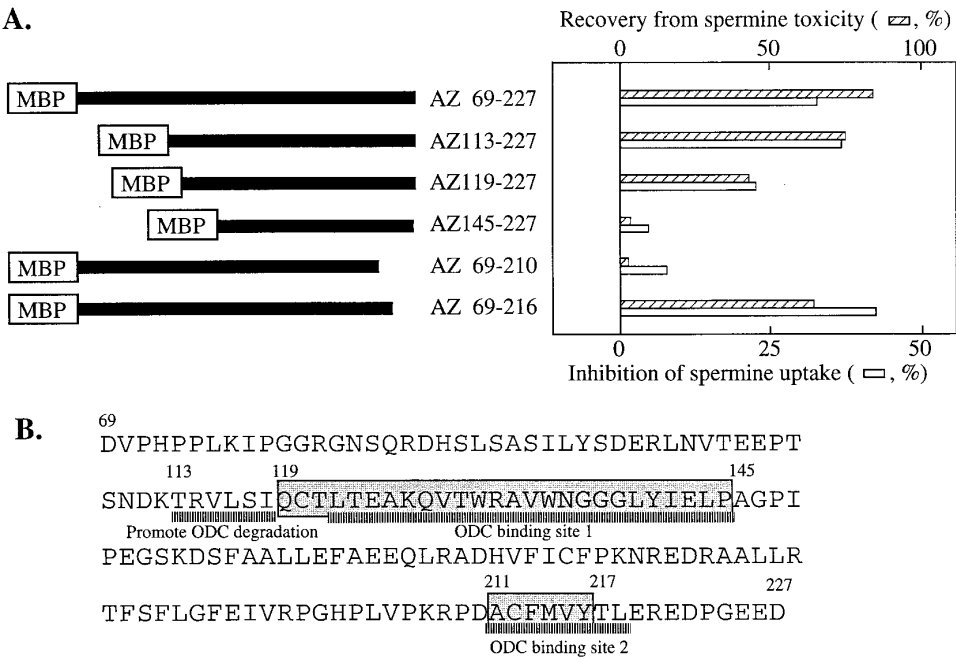 A.
Recovery from spermine toxicity ( , %)
0 50 100
MBP AZ 69-227
MBP AZ113-227
MBP AZ119-227
MBP AZ145-227
MBP AZ 69-210
MBP AZ 69-216
0 25 50
Inhibition of spermine uptake ( , %)
B.
69
DVPHPPLKIPGGRGNSQRDHSLSASILYSDERLNVTEEPT
113 119 145
SNDKTRVLSIQCTLTEAKQVTWRAVWNGGGLYIELPAGPI
Promote ODC degradation ODC binding site 1
PEGSKDSFAALLEFAEEQLRADHVFICFPKNREDRAALLR
211 217 227
TFSFLGFEIVRPGHPLVPKRPDACFMVYTLEREDPGEED
ODC binding site 2